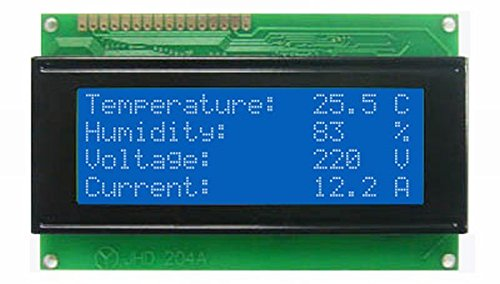 Temperature: 25.5 C
Humidity: 83 %
Voltage: 220 V
Current: 12.2 A
JHD 204A